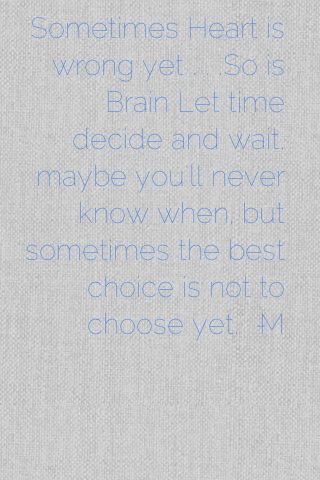 Sometimes Heart is
wrong yet . . .So is
Brain Let time
decide and wait,
maybe you'll never
know when, but
sometimes the best
choice is not to
choose yet. -M